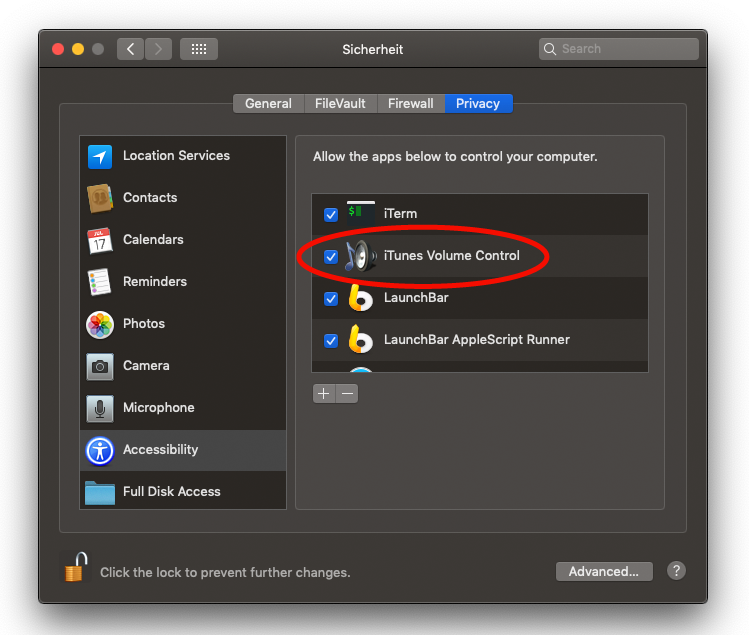 Sicherheit
Search
General
FileVault
Firewall
Privacy
Location Services
Contacts
JUL
17
Calendars
Reminders
Photos
Camera
Microphone
Accessibility
Full Disk Access
Allow the apps below to control your computer.
$
iTerm
iTunes Volume Control
LaunchBar
LaunchBar AppleScript Runner
+
−
Click the lock to prevent further changes.
Advanced...
?